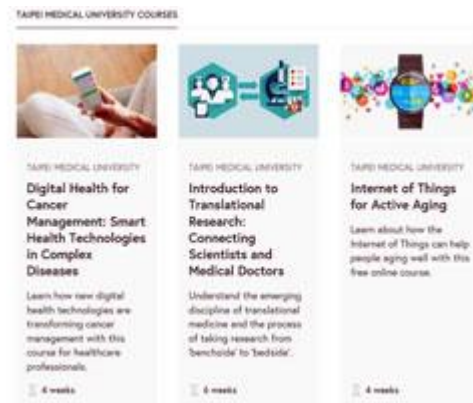 TAIPEI MEDICAL UNIVERSITY COURSES
TAIPEI MEDICAL UNIVERSITY
Digital Health for
Cancer
Management: Smart
Health Technologies
in Complex
Diseases
Learn how new digital
health technologies are
transforming cancer
management with this
course for healthcare
professionals.
4 weeks
TAIPEI MEDICAL UNIVERSITY
Introduction to
Translational
Research:
Connecting
Scientists and
Medical Doctors
Understand the emerging
discipline of translational
medicine and the process
of taking research from
'benchside' to 'bedside'.
6 weeks
TAIPEI MEDICAL UNIVERSITY
Internet of Things
for Active Aging
Learn about how the
Internet of Things can help
people aging well with this
free online course.
4 weeks